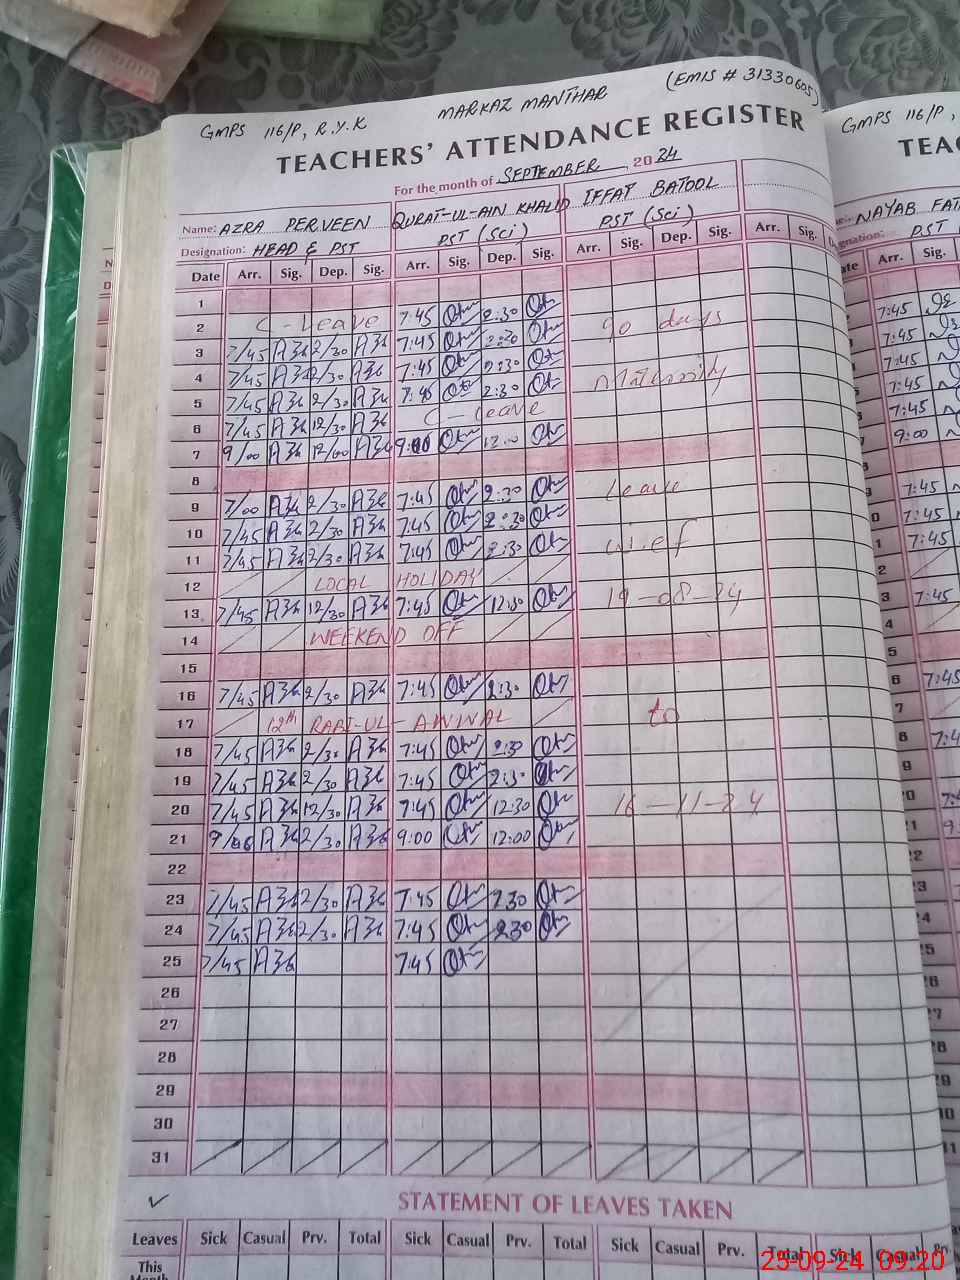 GMPS 116/P, R.Y.K MARKAZ MANTHAR (EMIS # 31330605)
TEACHERS' ATTENDANCE REGISTER
For the month of SEPTEMBER, 2024
Name: AZRA PERVEEN QURAT-UL-AIN KHALID IFFAT BATOOL
Designation: HEAD & PST PST (Sci) PST (Sci)
Date Arr. Sig. Dep. Sig. Arr. Sig. Dep. Sig. Arr. Sig. Dep. Sig. Arr. Sig.
1
2 C-Leave 7:45 2:30 90 days
3 7/45 2/30 7:45 2:30
4 7/45 2/30 7:45 2:30 Maternity
5 7/45 2/30 7:45 2:30
6 7/45 12/30 C-Leave
7 9/00 12/00 9:00 12:00
8
9 7/00 2/30 7:45 2:30 Leave
10 7/45 2/30 7:45 2:30
11 7/45 2/30 7:45 2:30 w.e.f
12 LOCAL HOLIDAY
13 7/45 12/30 7:45 12:30 19-08-24
14 WEEKEND OFF
15
16 7/45 2/30 7:45 2:30
17 12th RABI-UL-AWWAL to
18 7/45 2/30 7:45 2:30
19 7/45 2/30 7:45 2:30
20 7/45 12/30 7:45 12:30 16-11-24
21 9/00 2/30 9:00 12:00
22
23 7/45 2/30 7:45 2:30
24 7/45 2/30 7:45 2:30
25 7/45 7:45
26
27
28
29
30
31
STATEMENT OF LEAVES TAKEN
Leaves Sick Casual Prv. Total Sick Casual Prv. Total Sick Casual Prv. Total Sick Casual
This
GMPS 116/P,
NAYAB
PST
Arr. Sig.
7:45
7:45
7:45
7:45
7:45
9:00
7:45
7:45
7:45
7:45
7:45
25-09-24 09:20